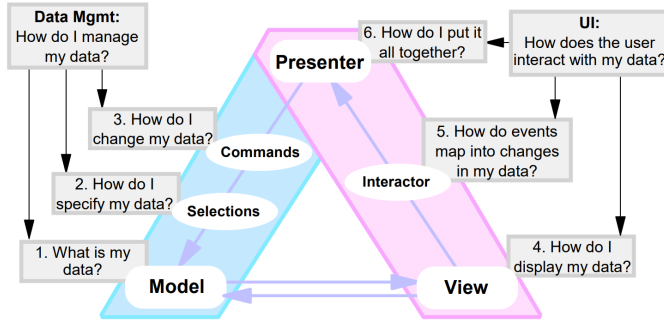 Data Mgmt:
How do I manage
my data?
6. How do I put it
all together?
UI:
How does the user
interact with my data?
Presenter
3. How do I
change my data?
Commands
5. How do events
map into changes
in my data?
2. How do I
specify my data?
Interactor
Selections
1. What is my
data?
4. How do I
display my data?
Model
View